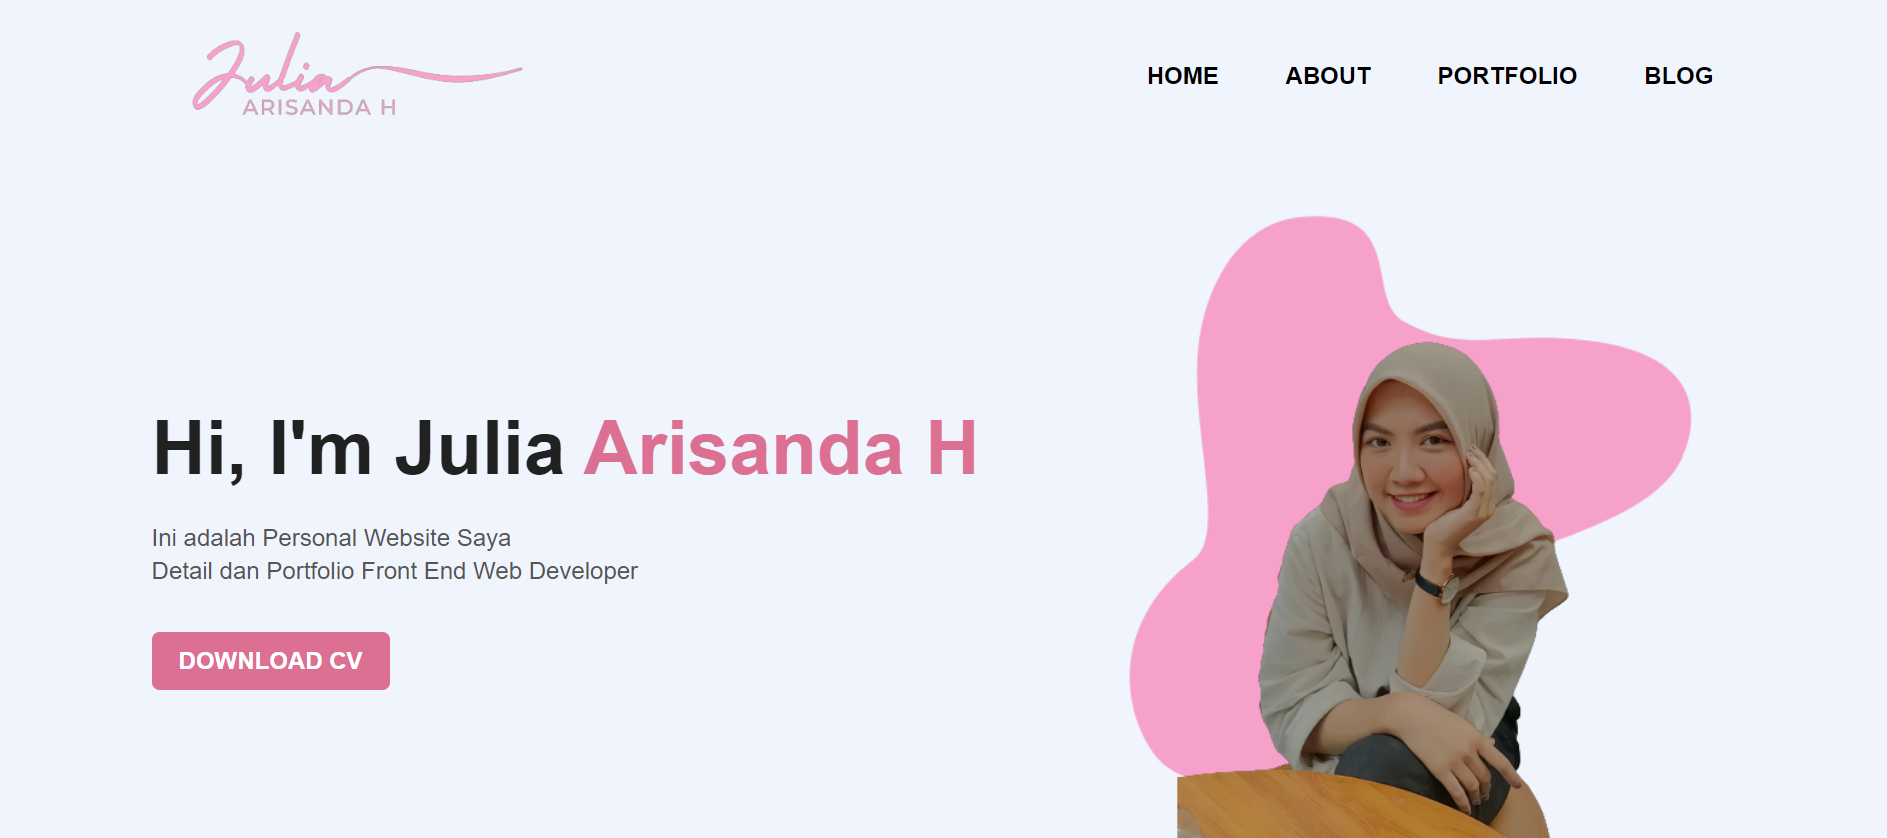 Julia
ARISANDA H
HOME ABOUT PORTFOLIO BLOG
Hi, I'm Julia Arisanda H
Ini adalah Personal Website Saya
Detail dan Portfolio Front End Web Developer
DOWNLOAD CV